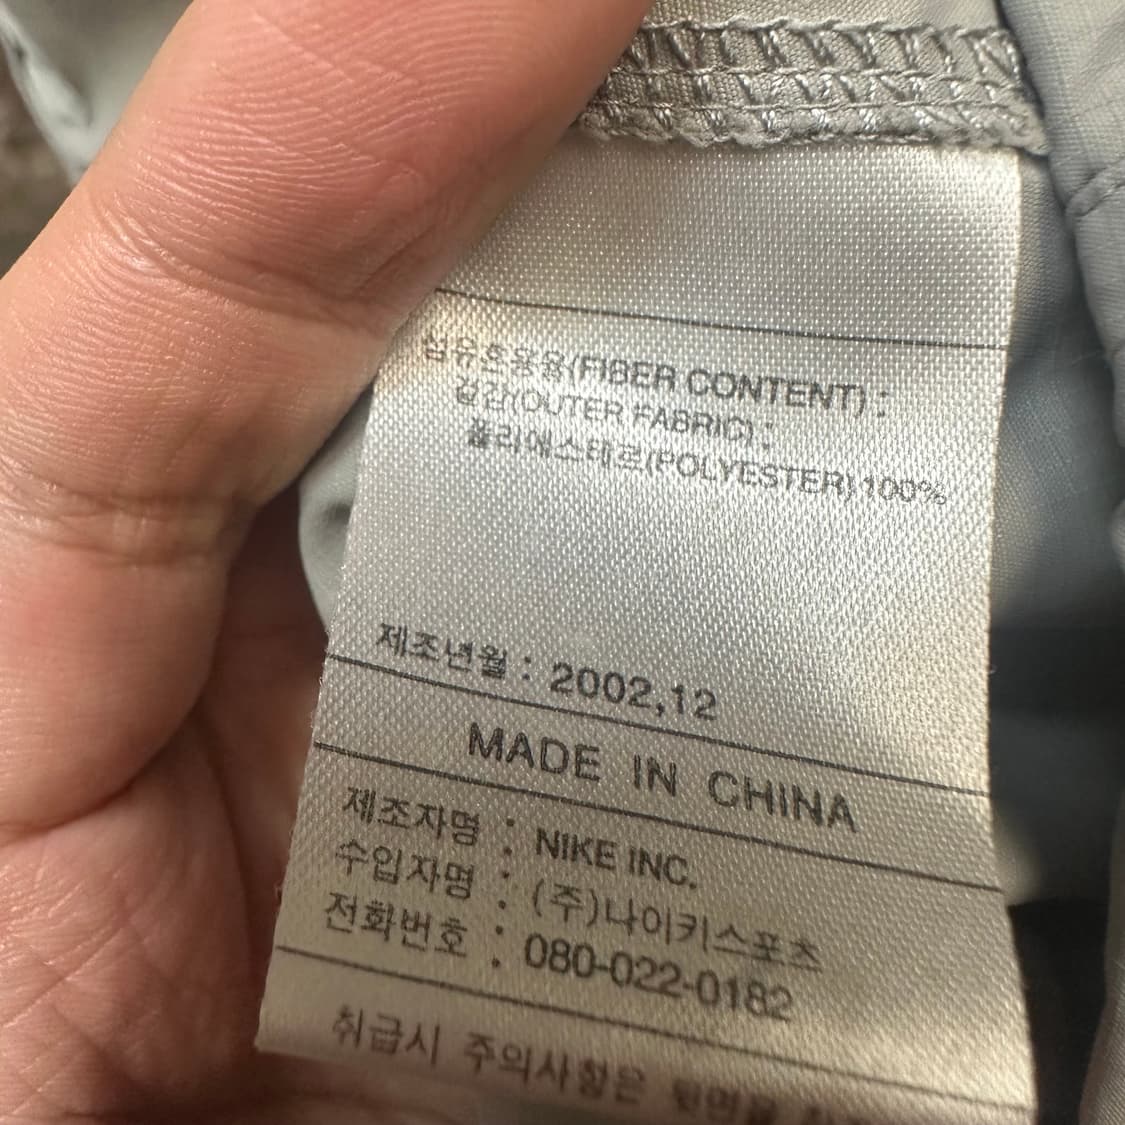 섬유혼용율(FIBER CONTENT) :
겉감(OUTER FABRIC) :
폴리에스테르(POLYESTER)100%
제조년월 : 2002,12
MADE IN CHINA
제조자명 : NIKE INC.
수입자명 : (주)나이키스포츠
전화번호 : 080-022-0182
취급시 주의사항은 뒷면을